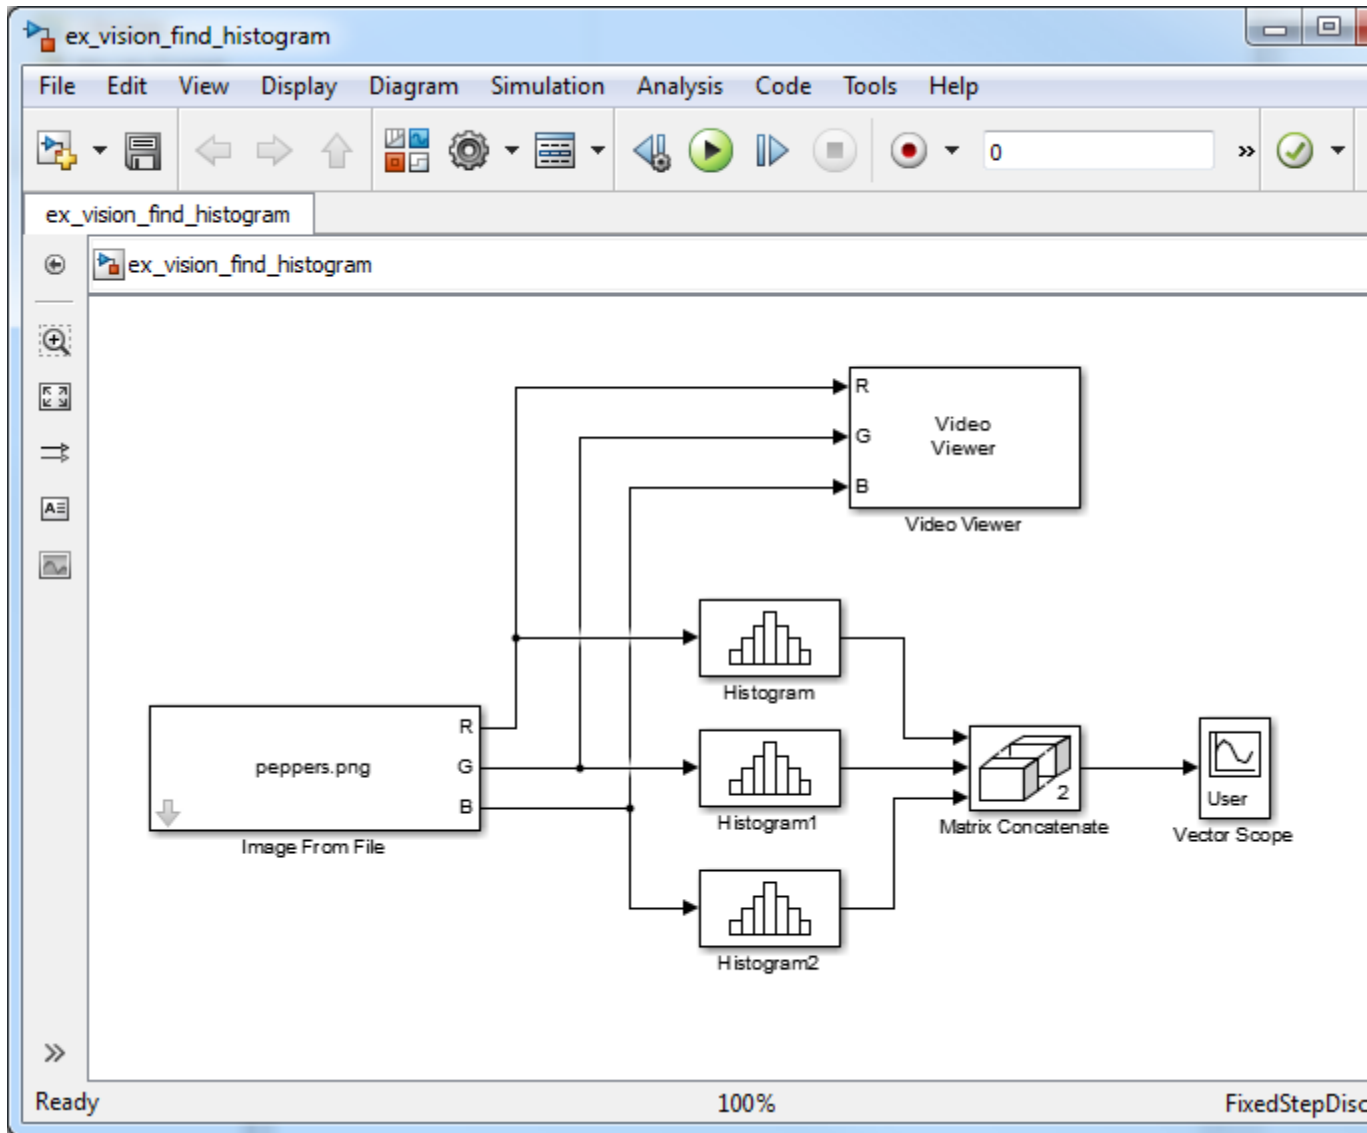 ex_vision_find_histogram
File Edit View Display Diagram Simulation Analysis Code Tools Help
0
ex_vision_find_histogram
ex_vision_find_histogram
R
G
B
Video
Viewer
Video Viewer
Histogram
R
G
B
peppers.png
Image From File
Histogram1
2
Matrix Concatenate
User
Vector Scope
Histogram2
Ready 100% FixedStepDisc